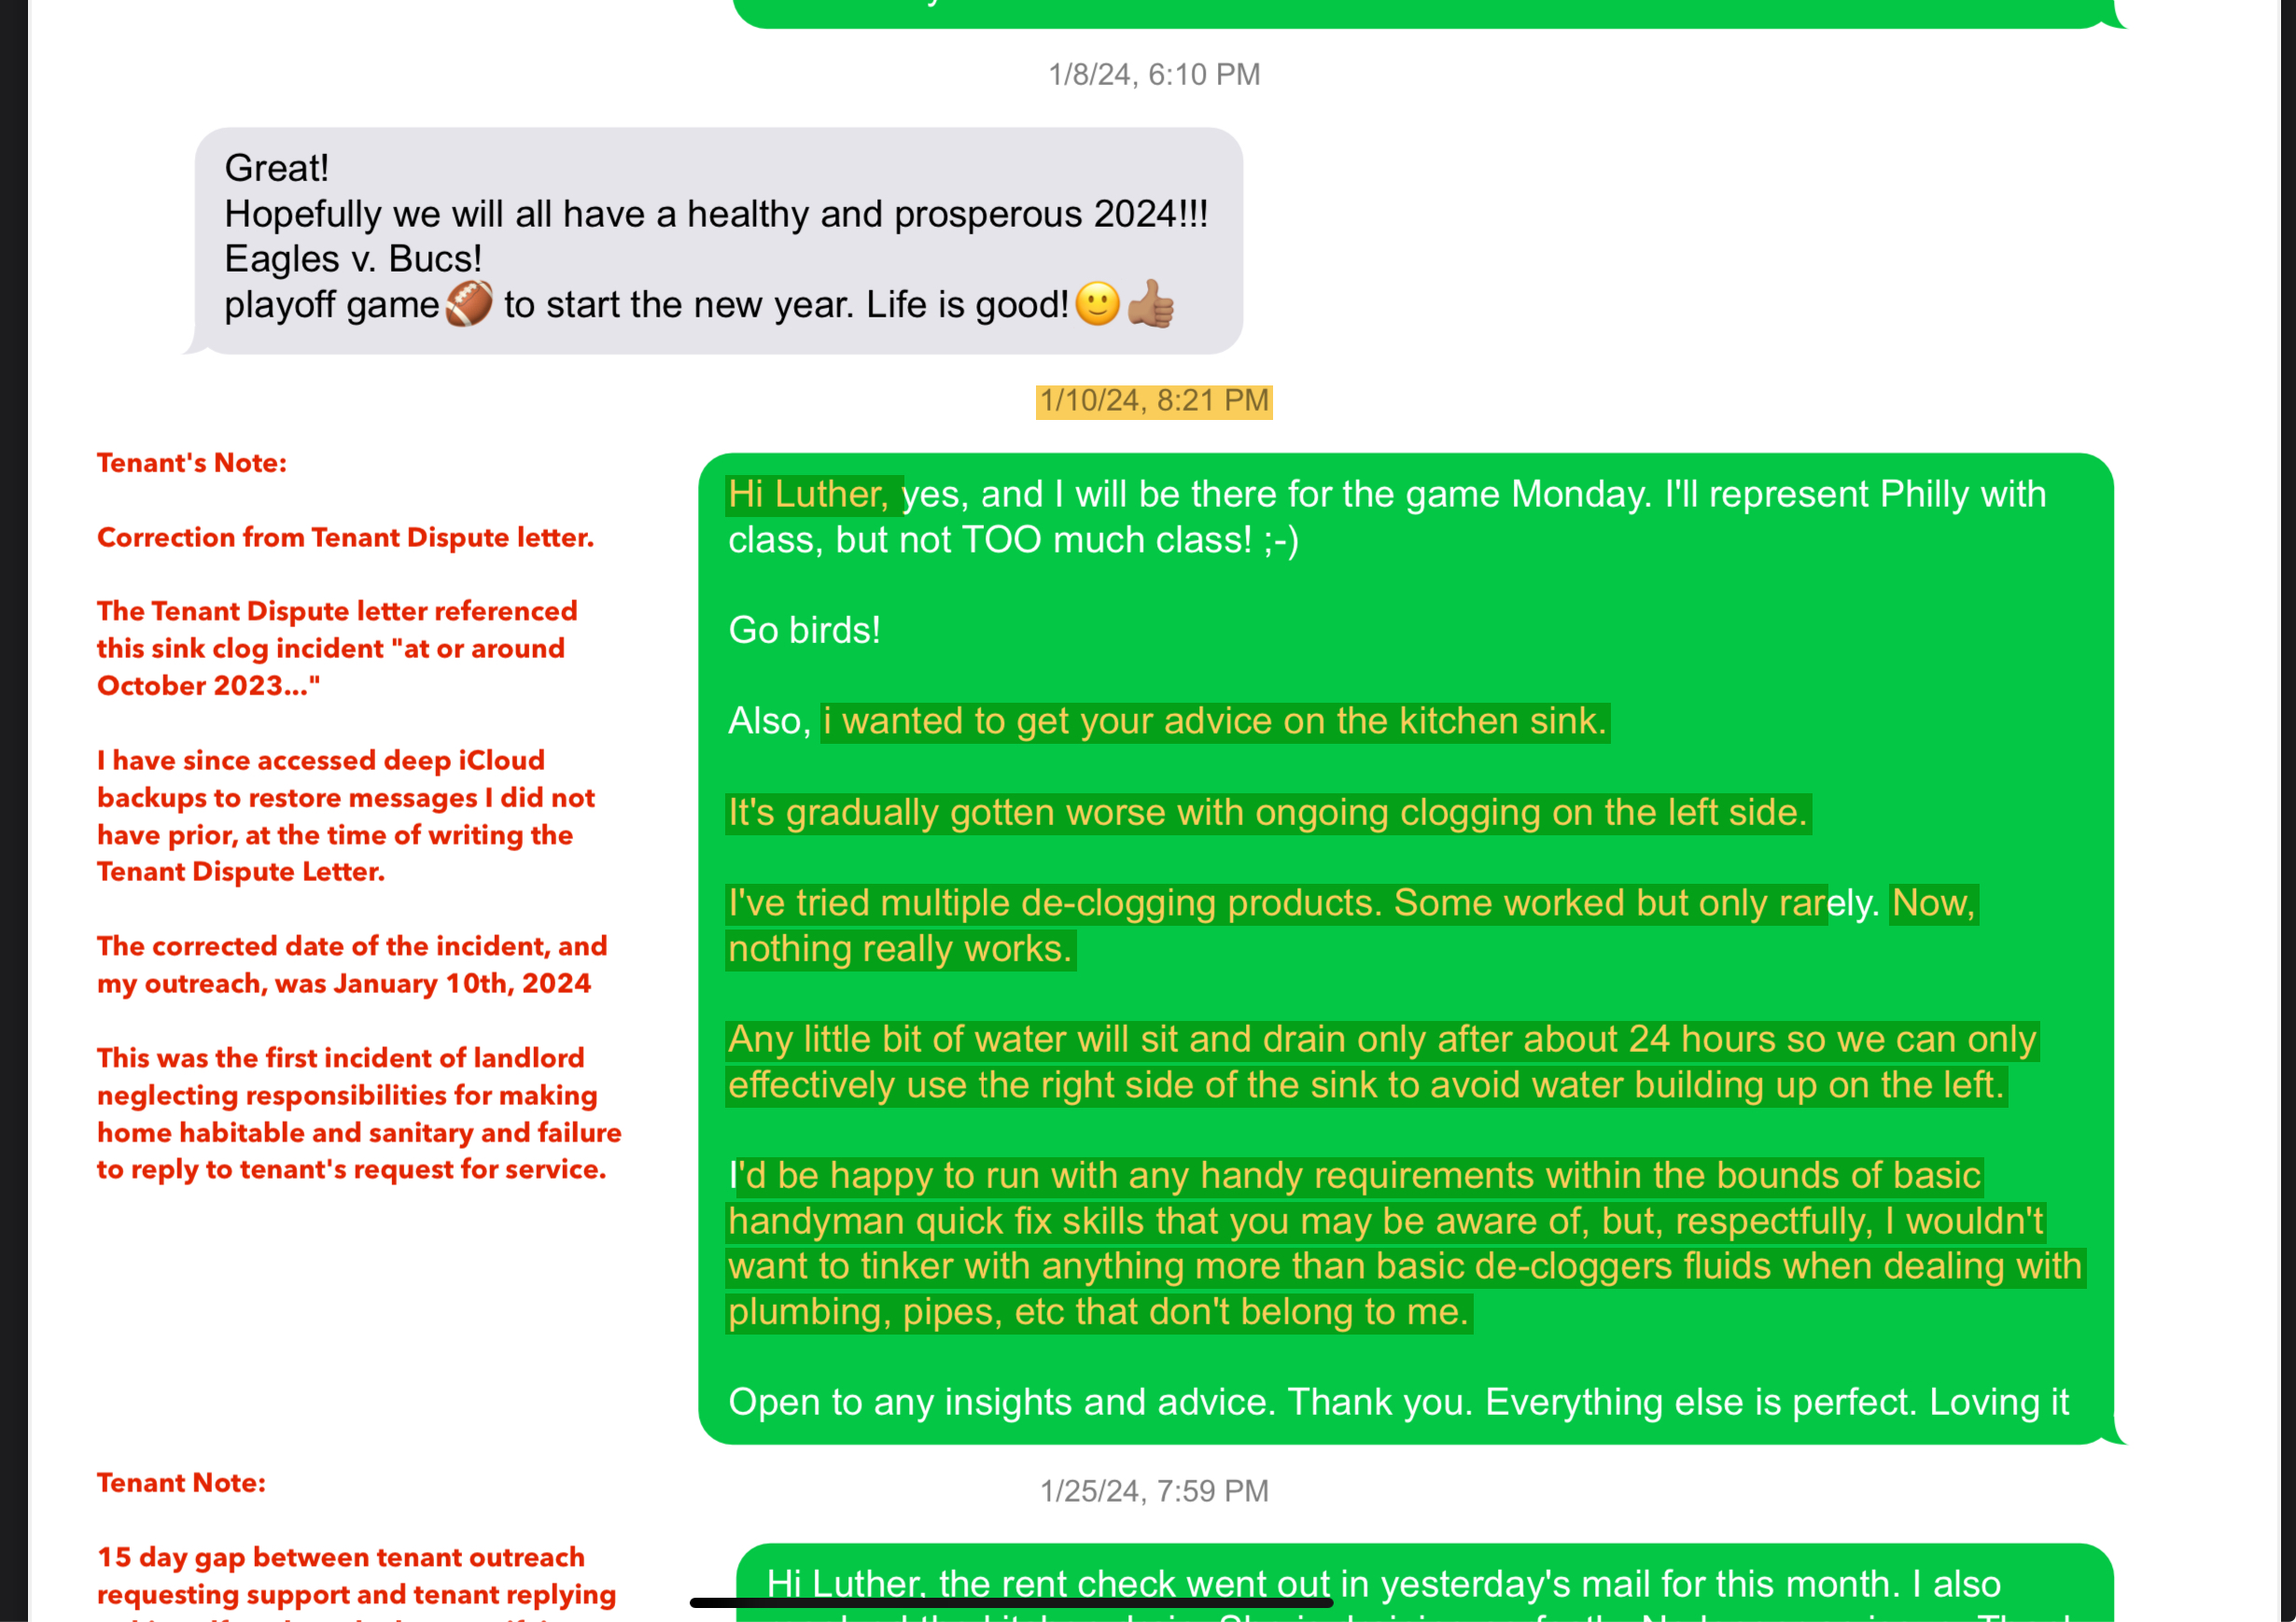 1/8/24, 6:10 PM
Great!
Hopefully we will all have a healthy and prosperous 2024!!!
Eagles v. Bucs!
playoff game🏈 to start the new year. Life is good!🙂👍🏽
1/10/24, 8:21 PM
Tenant's Note:
Correction from Tenant Dispute letter.
The Tenant Dispute letter referenced
this sink clog incident "at or around
October 2023..."
I have since accessed deep iCloud
backups to restore messages I did not
have prior, at the time of writing the
Tenant Dispute Letter.
The corrected date of the incident, and
my outreach, was January 10th, 2024
This was the first incident of landlord
neglecting responsibilities for making
home habitable and sanitary and failure
to reply to tenant's request for service.
Hi Luther, yes, and I will be there for the game Monday. I'll represent Philly with
class, but not TOO much class! ;-)
Go birds!
Also, i wanted to get your advice on the kitchen sink.
It's gradually gotten worse with ongoing clogging on the left side.
I've tried multiple de-clogging products. Some worked but only rarely. Now,
nothing really works.
Any little bit of water will sit and drain only after about 24 hours so we can only
effectively use the right side of the sink to avoid water building up on the left.
I'd be happy to run with any handy requirements within the bounds of basic
handyman quick fix skills that you may be aware of, but, respectfully, I wouldn't
want to tinker with anything more than basic de-cloggers fluids when dealing with
plumbing, pipes, etc that don't belong to me.
Open to any insights and advice. Thank you. Everything else is perfect. Loving it
Tenant Note:
15 day gap between tenant outreach
requesting support and tenant replying
1/25/24, 7:59 PM
Hi Luther, the rent check went out in yesterday's mail for this month. I also